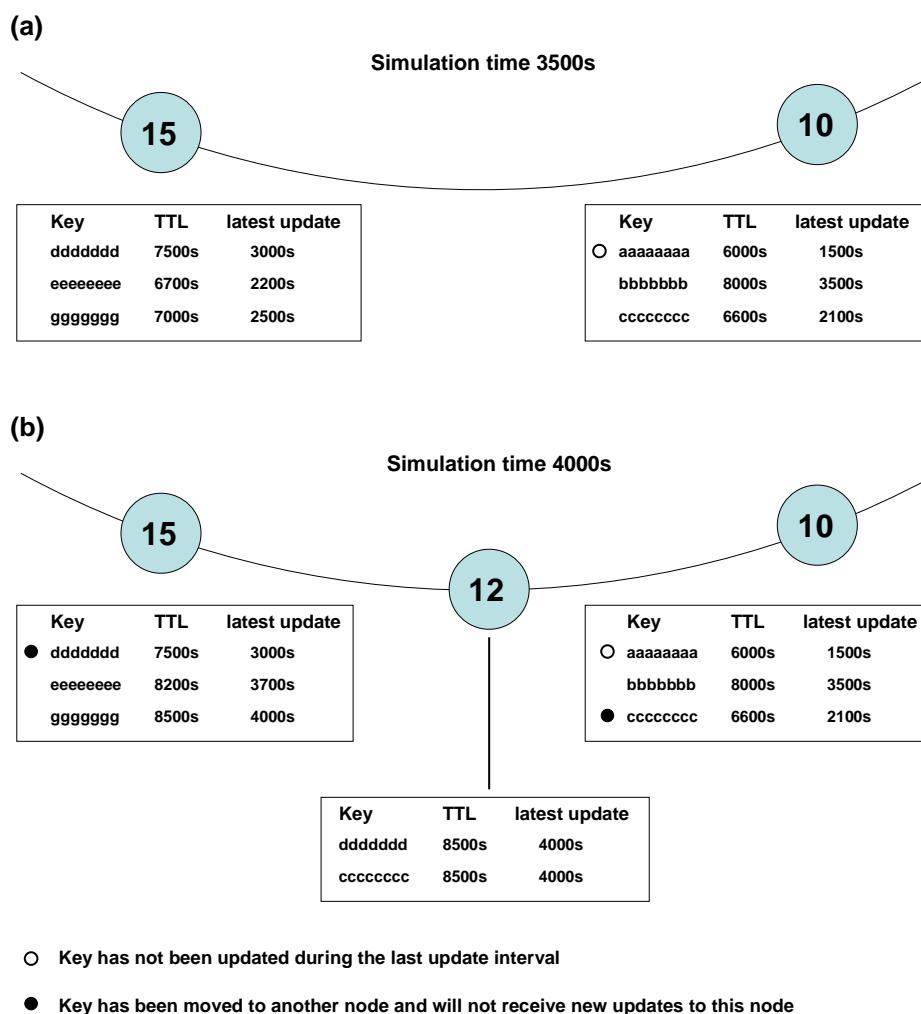 (a)
Simulation time 3500s
15
10
Key TTL latest update
ddddddd 7500s 3000s
eeeeeeee 6700s 2200s
ggggggg 7000s 2500s
Key TTL latest update
aaaaaaaa 6000s 1500s
bbbbbbb 8000s 3500s
cccccccc 6600s 2100s
(b)
Simulation time 4000s
15
10
12
Key TTL latest update
ddddddd 7500s 3000s
eeeeeeee 8200s 3700s
ggggggg 8500s 4000s
Key TTL latest update
aaaaaaaa 6000s 1500s
bbbbbbb 8000s 3500s
cccccccc 6600s 2100s
Key TTL latest update
ddddddd 8500s 4000s
cccccccc 8500s 4000s
Key has not been updated during the last update interval
Key has been moved to another node and will not receive new updates to this node